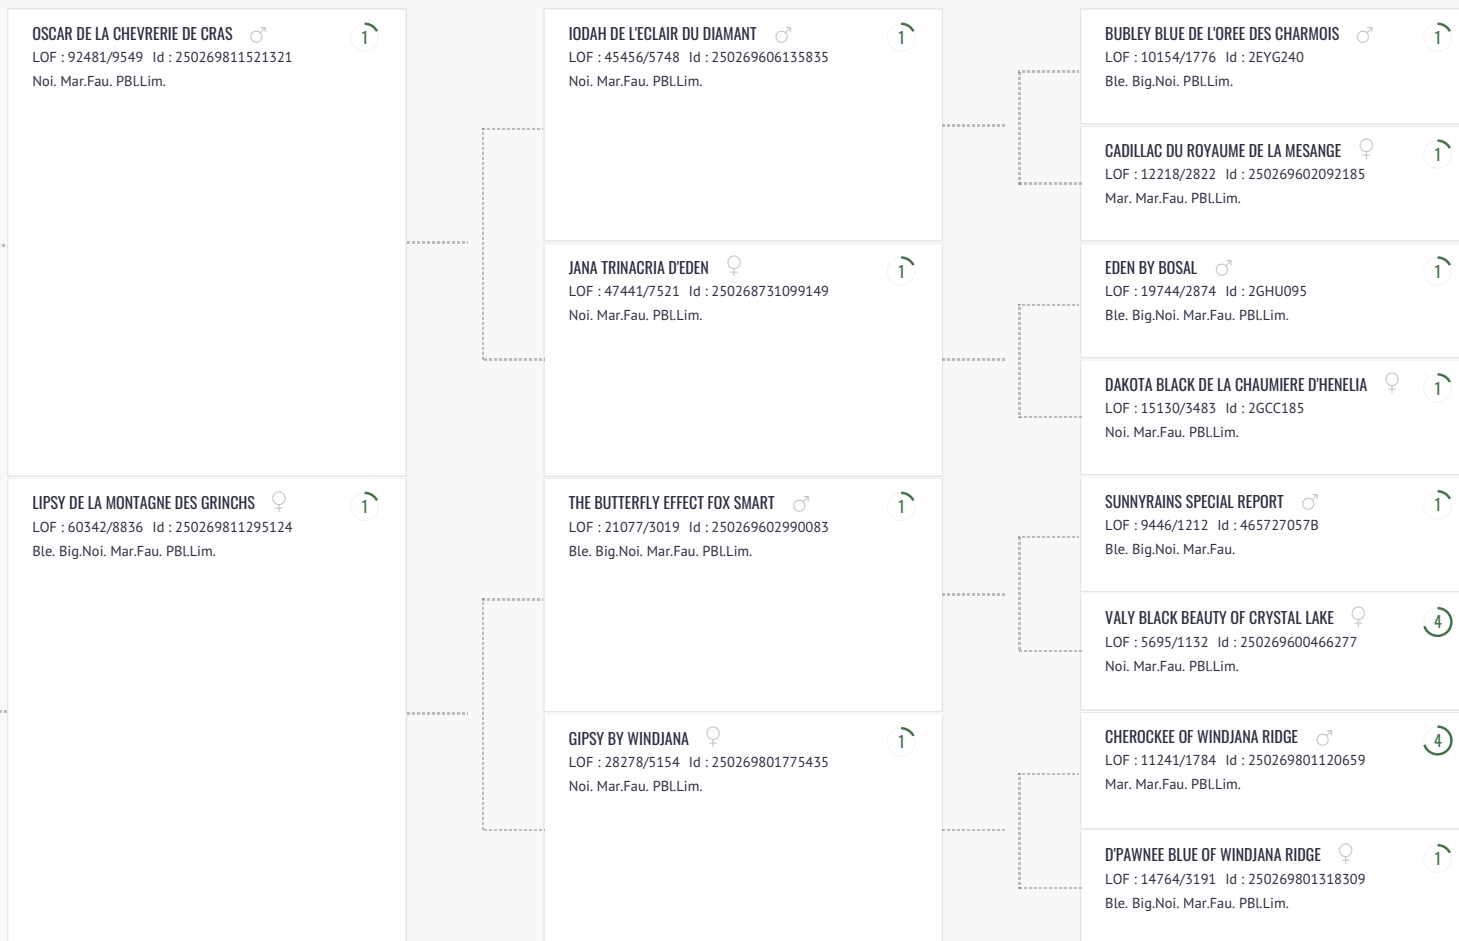 OSCAR DE LA CHEVRERIE DE CRAS 1
LOF : 92481/9549 Id : 250269811521321
Noi. Mar.Fau. PBl.Lim.
LIPSY DE LA MONTAGNE DES GRINCHS 1
LOF : 60342/8836 Id : 250269811295124
Ble. Big.Noi. Mar.Fau. PBl.Lim.
IODAH DE L'ECLAIR DU DIAMANT 1
LOF : 45456/5748 Id : 250269606135835
Noi. Mar.Fau. PBl.Lim.
JANA TRINACRIA D'EDEN 1
LOF : 47441/7521 Id : 250268731099149
Noi. Mar.Fau. PBl.Lim.
THE BUTTERFLY EFFECT FOX SMART 1
LOF : 21077/3019 Id : 250269602990083
Ble. Big.Noi. Mar.Fau. PBl.Lim.
GIPSY BY WINDJANA 1
LOF : 28278/5154 Id : 250269801775435
Noi. Mar.Fau. PBl.Lim.
BUBLEY BLUE DE L'OREE DES CHARMOIS 1
LOF : 10154/1776 Id : 2EYG240
Ble. Big.Noi. PBl.Lim.
CADILLAC DU ROYAUME DE LA MESANGE 1
LOF : 12218/2822 Id : 250269602092185
Mar. Mar.Fau. PBl.Lim.
EDEN BY BOSAL 1
LOF : 19744/2874 Id : 2GHU095
Ble. Big.Noi. Mar.Fau. PBl.Lim.
DAKOTA BLACK DE LA CHAUMIERE D'HENELIA 1
LOF : 15130/3483 Id : 2GCC185
Noi. Mar.Fau. PBl.Lim.
SUNNYRAINS SPECIAL REPORT 1
LOF : 9446/1212 Id : 465727057B
Ble. Big.Noi. Mar.Fau.
VALY BLACK BEAUTY OF CRYSTAL LAKE 4
LOF : 5695/1132 Id : 250269600466277
Noi. Mar.Fau. PBl.Lim.
CHEROCKEE OF WINDJANA RIDGE 4
LOF : 11241/1784 Id : 250269801120659
Mar. Mar.Fau. PBl.Lim.
D'PAWNEE BLUE OF WINDJANA RIDGE 1
LOF : 14764/3191 Id : 250269801318309
Ble. Big.Noi. Mar.Fau. PBl.Lim.